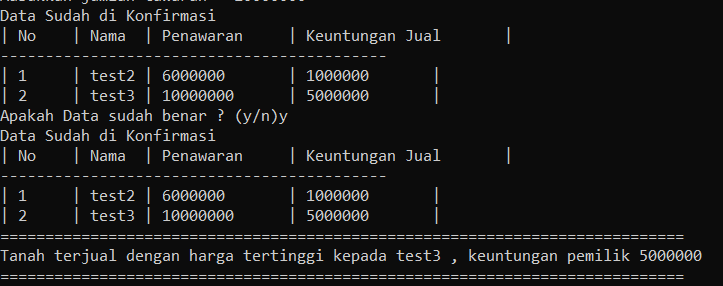 Data Sudah di Konfirmasi
| No | Nama | Penawaran | Keuntungan Jual |
-------------------------------------------
| 1 | test2 | 6000000 | 1000000 |
| 2 | test3 | 10000000 | 5000000 |
Apakah Data sudah benar ? (y/n)y
Data Sudah di Konfirmasi
| No | Nama | Penawaran | Keuntungan Jual |
-------------------------------------------
| 1 | test2 | 6000000 | 1000000 |
| 2 | test3 | 10000000 | 5000000 |
============================================================================
Tanah terjual dengan harga tertinggi kepada test3 , keuntungan pemilik 5000000
============================================================================